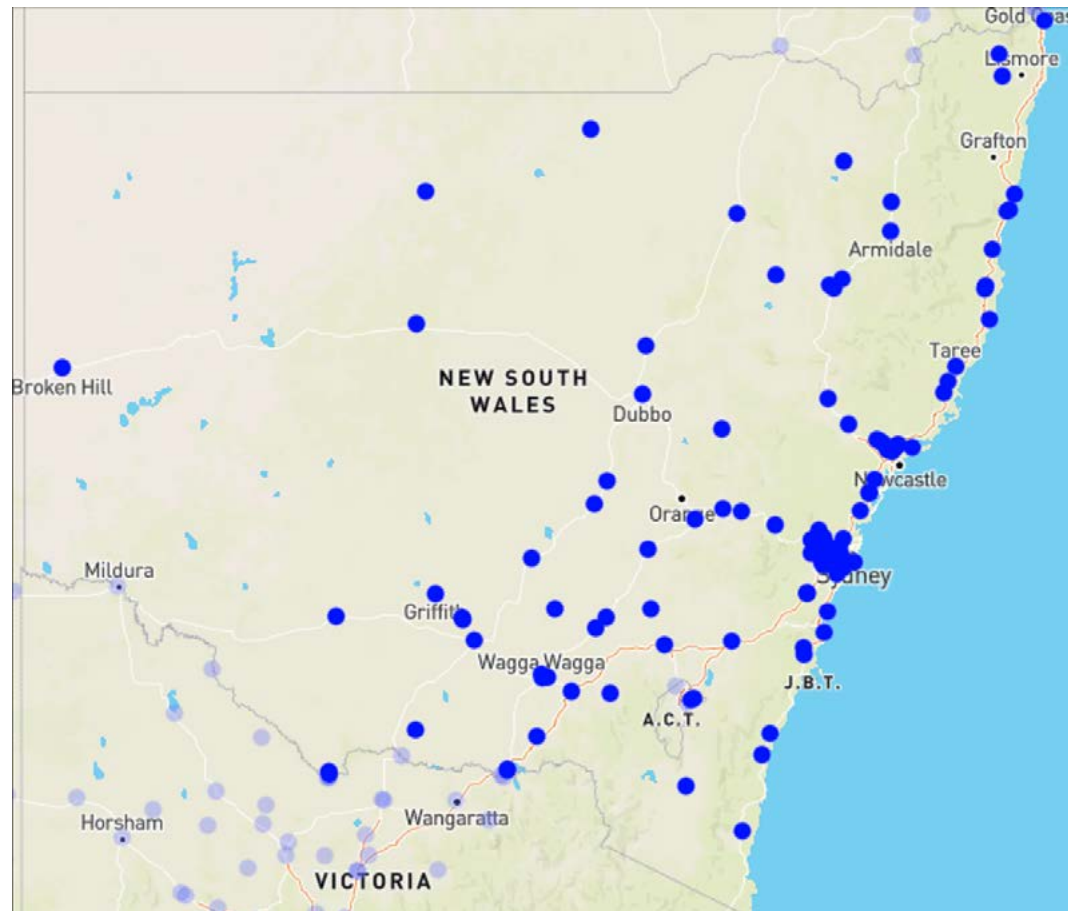 Gold Coas
Lismore
Grafton
Armidale
Taree
Broken Hill
NEW SOUTH
WALES
Dubbo
Newcastle
Orange
Sydney
Mildura
Griffith
Wagga Wagga
J.B.T.
A.C.T.
Wangaratta
Horsham
VICTORIA